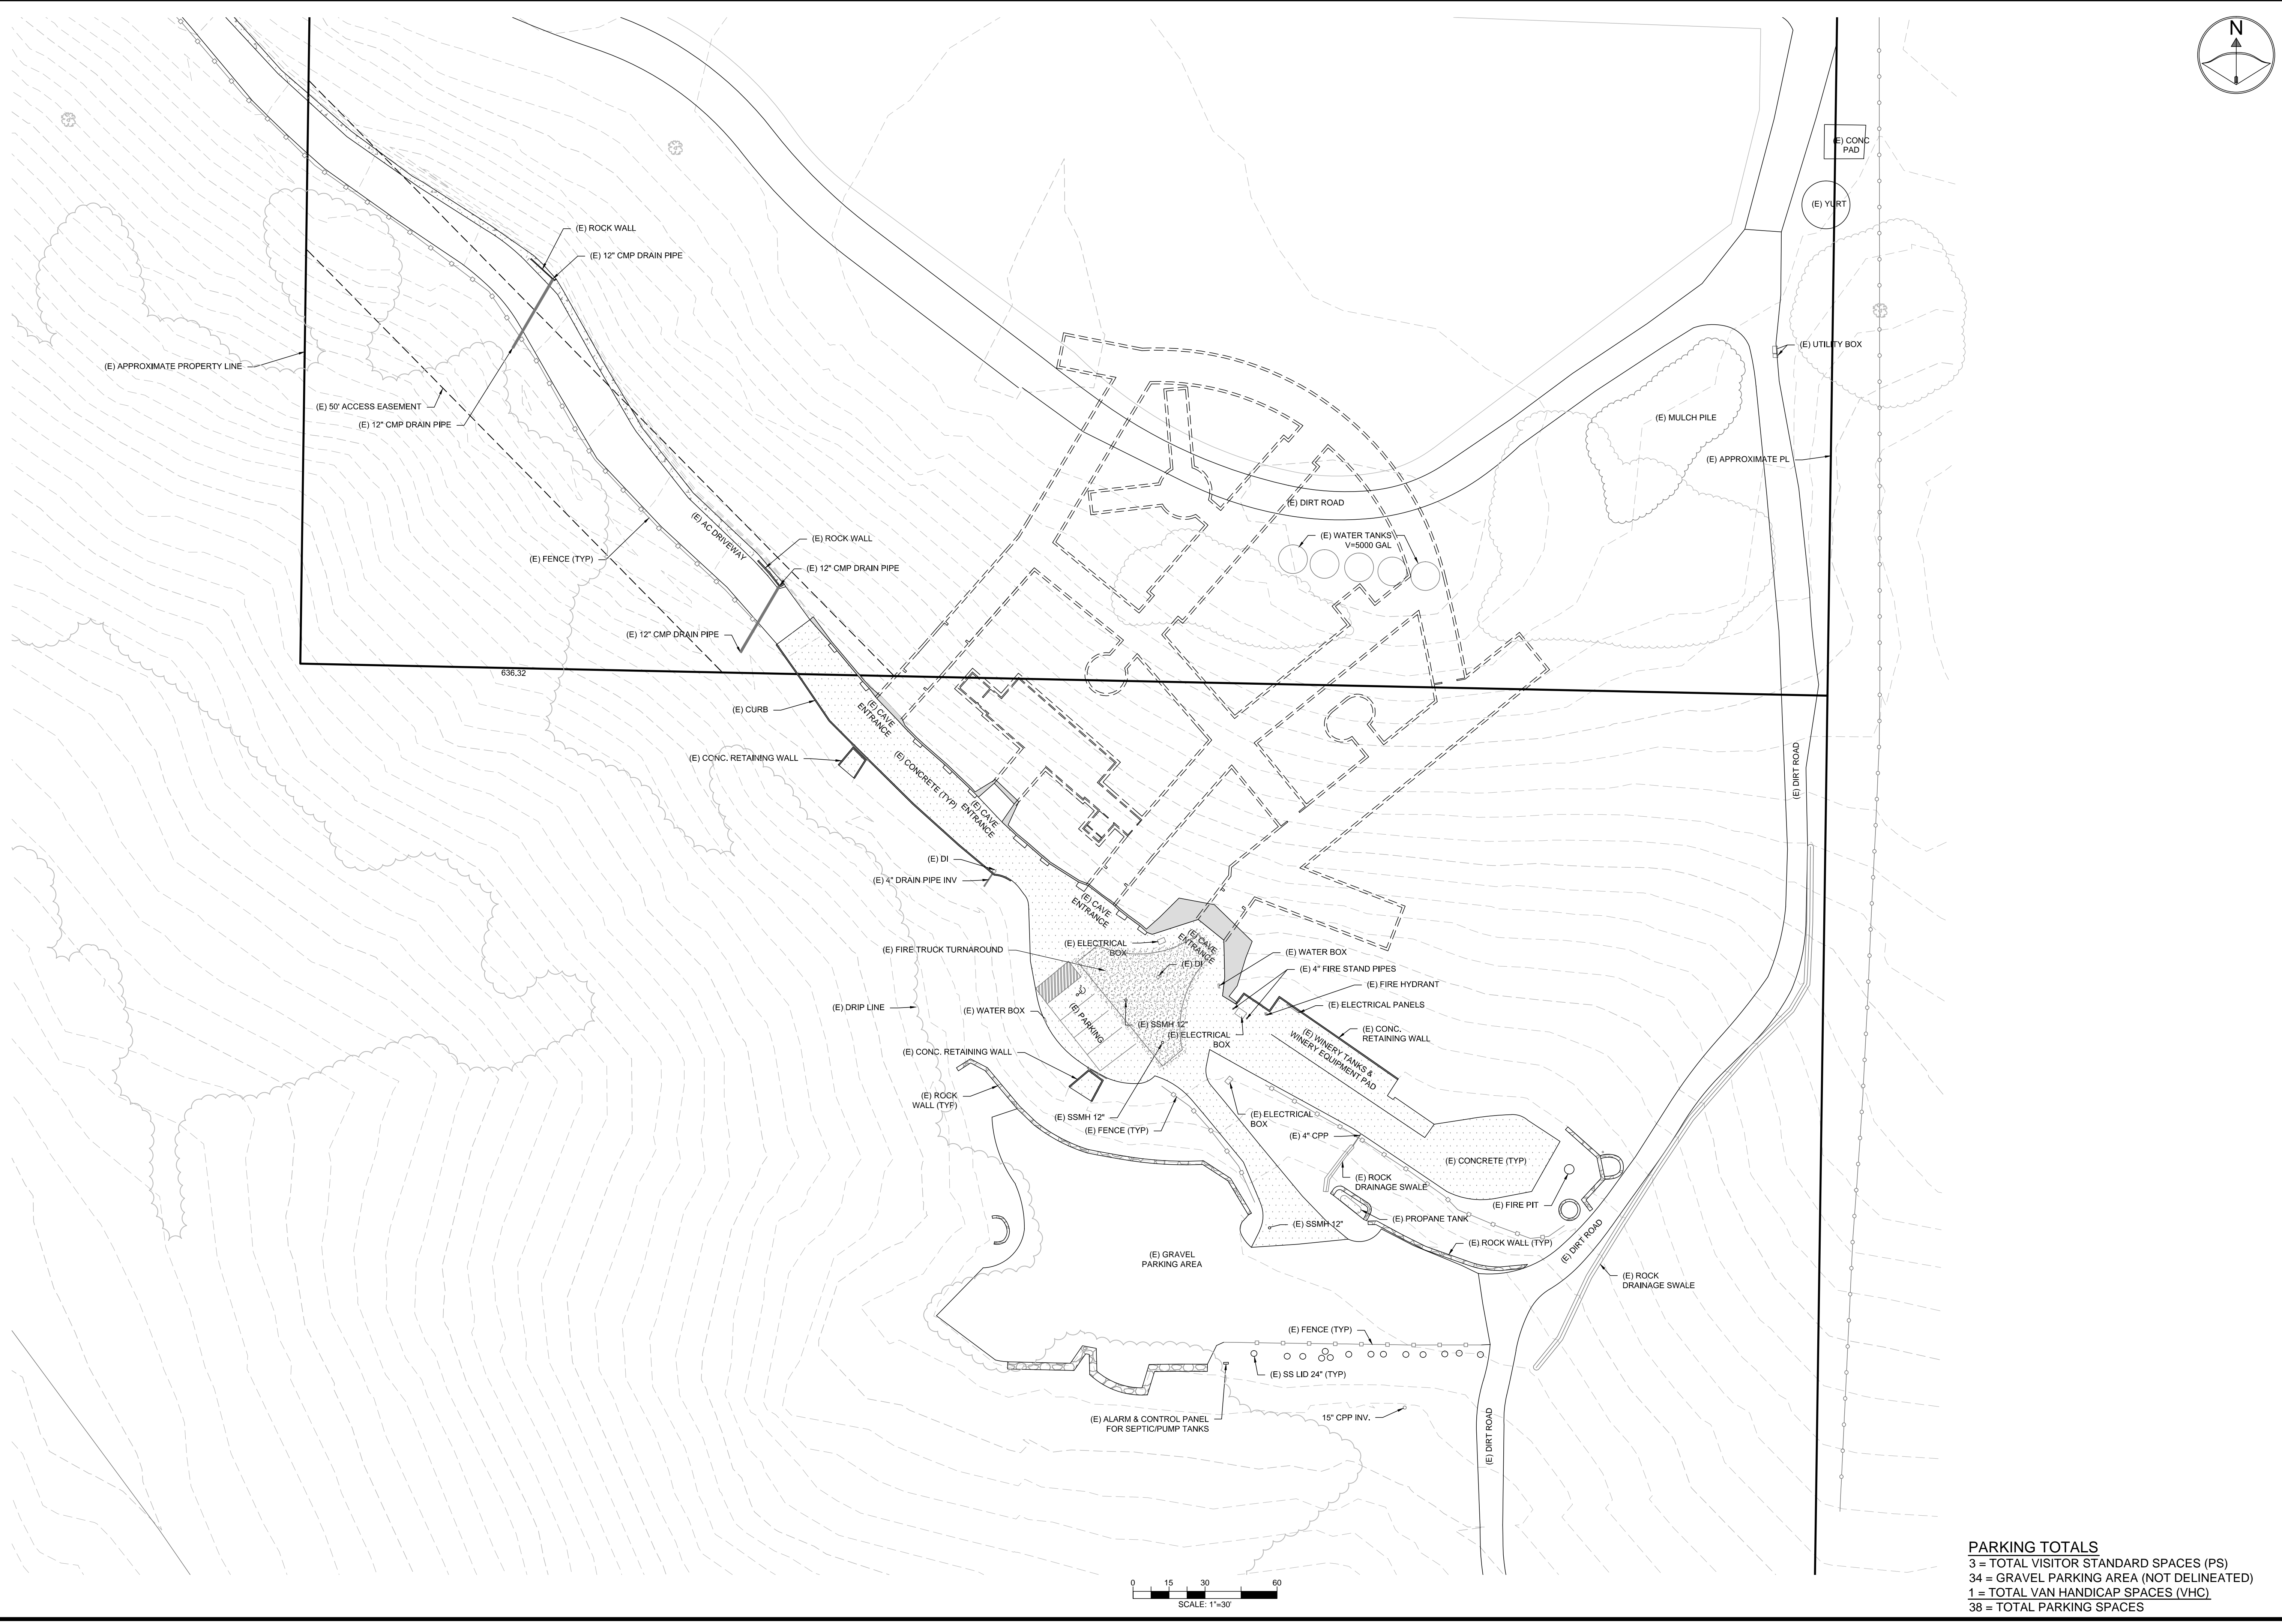 N
(E) CONC
PAD
(E) YURT
(E) ROCK WALL
(E) 12" CMP DRAIN PIPE
(E) UTILITY BOX
(E) APPROXIMATE PROPERTY LINE
(E) 50' ACCESS EASEMENT
(E) 12" CMP DRAIN PIPE
(E) MULCH PILE
(E) APPROXIMATE PL
(E) DIRT ROAD
(E) AC DRIVEWAY
(E) ROCK WALL
(E) WATER TANKS
V=5000 GAL
(E) FENCE (TYP)
(E) 12" CMP DRAIN PIPE
(E) 12" CMP DRAIN PIPE
636.32
(E) CURB
(E) CAVE
ENTRANCE
(E) CONC. RETAINING WALL
(E) CONCRETE (TYP)
(E) DIRT ROAD
(E) CAVE
ENTRANCE
(E) DI
(E) 4" DRAIN PIPE INV
(E) CAVE
ENTRANCE
(E) FIRE TRUCK TURNAROUND
(E) ELECTRICAL
BOX
(E) CAVE
ENTRANCE
(E) DI
(E) WATER BOX
(E) 4" FIRE STAND PIPES
(E) FIRE HYDRANT
(E) ELECTRICAL PANELS
(E) DRIP LINE
(E) WATER BOX
(E) PARKING
(E) SSMH 12"
(E) ELECTRICAL
BOX
(E) CONC.
RETAINING WALL
(E) WINERY TANKS &
WINERY EQUIPMENT PAD
(E) CONC. RETAINING WALL
(E) ROCK
WALL (TYP)
(E) SSMH 12"
(E) FENCE (TYP)
(E) ELECTRICAL
BOX
(E) 4" CPP
(E) CONCRETE (TYP)
(E) ROCK
DRAINAGE SWALE
(E) FIRE PIT
(E) PROPANE TANK
(E) SSMH 12"
(E) ROCK WALL (TYP)
(E) DIRT ROAD
(E) GRAVEL
PARKING AREA
(E) ROCK
DRAINAGE SWALE
(E) FENCE (TYP)
(E) SS LID 24" (TYP)
(E) ALARM & CONTROL PANEL
FOR SEPTIC/PUMP TANKS
15" CPP INV.
(E) DIRT ROAD
0 15 30 60
SCALE: 1"=30'
PARKING TOTALS
3 = TOTAL VISITOR STANDARD SPACES (PS)
34 = GRAVEL PARKING AREA (NOT DELINEATED)
1 = TOTAL VAN HANDICAP SPACES (VHC)
38 = TOTAL PARKING SPACES